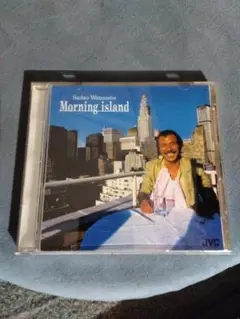 Sadao Watanabe
Morning island
JVC